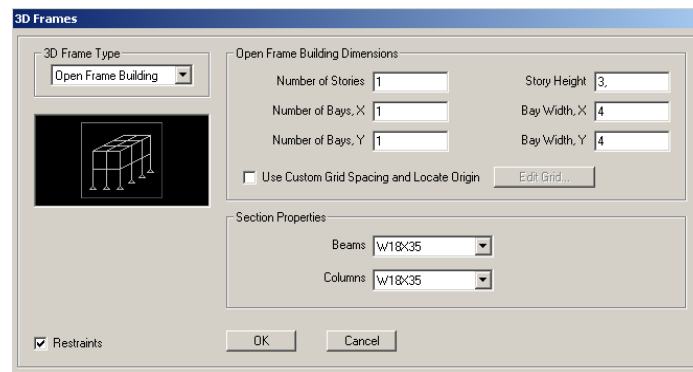 3D Frames
3D Frame Type
Open Frame Building
Open Frame Building Dimensions
Number of Stories 1 Story Height 3,
Number of Bays, X 1 Bay Width, X 4
Number of Bays, Y 1 Bay Width, Y 4
Use Custom Grid Spacing and Locate Origin Edit Grid...
Section Properties
Beams W18X35
Columns W18X35
Restraints OK Cancel